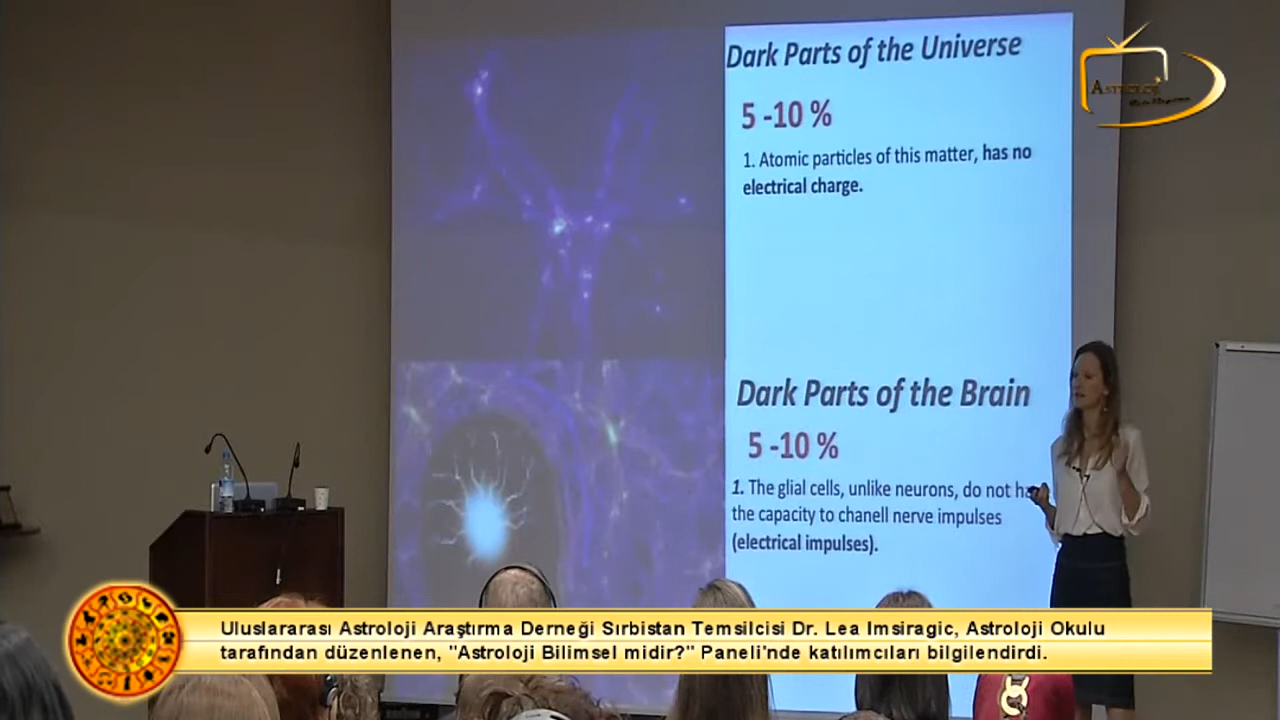 Dark Parts of the Universe
5 -10 %
1. Atomic particles of this matter, has no
electrical charge.
Dark Parts of the Brain
5 -10 %
1. The glial cells, unlike neurons, do not
the capacity to chanell nerve impulses
(electrical impulses).
Uluslararası Astroloji Araştırma Derneği Sırbistan Temsilcisi Dr. Lea Imsiragic, Astroloji Okulu
tarafından düzenlenen, "Astroloji Bilimsel midir?" Paneli'nde katılımcıları bilgilendirdi.